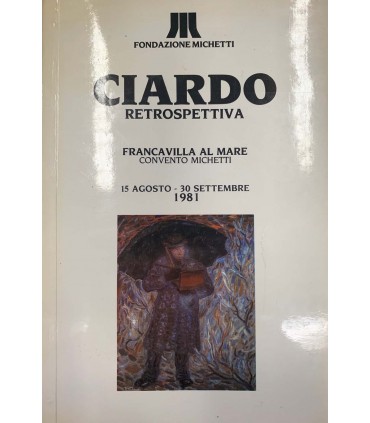 FONDAZIONE MICHETTI
CIARDO
RETROSPETTIVA
FRANCAVILLA AL MARE
CONVENTO MICHETTI
15 AGOSTO - 30 SETTEMBRE
1981